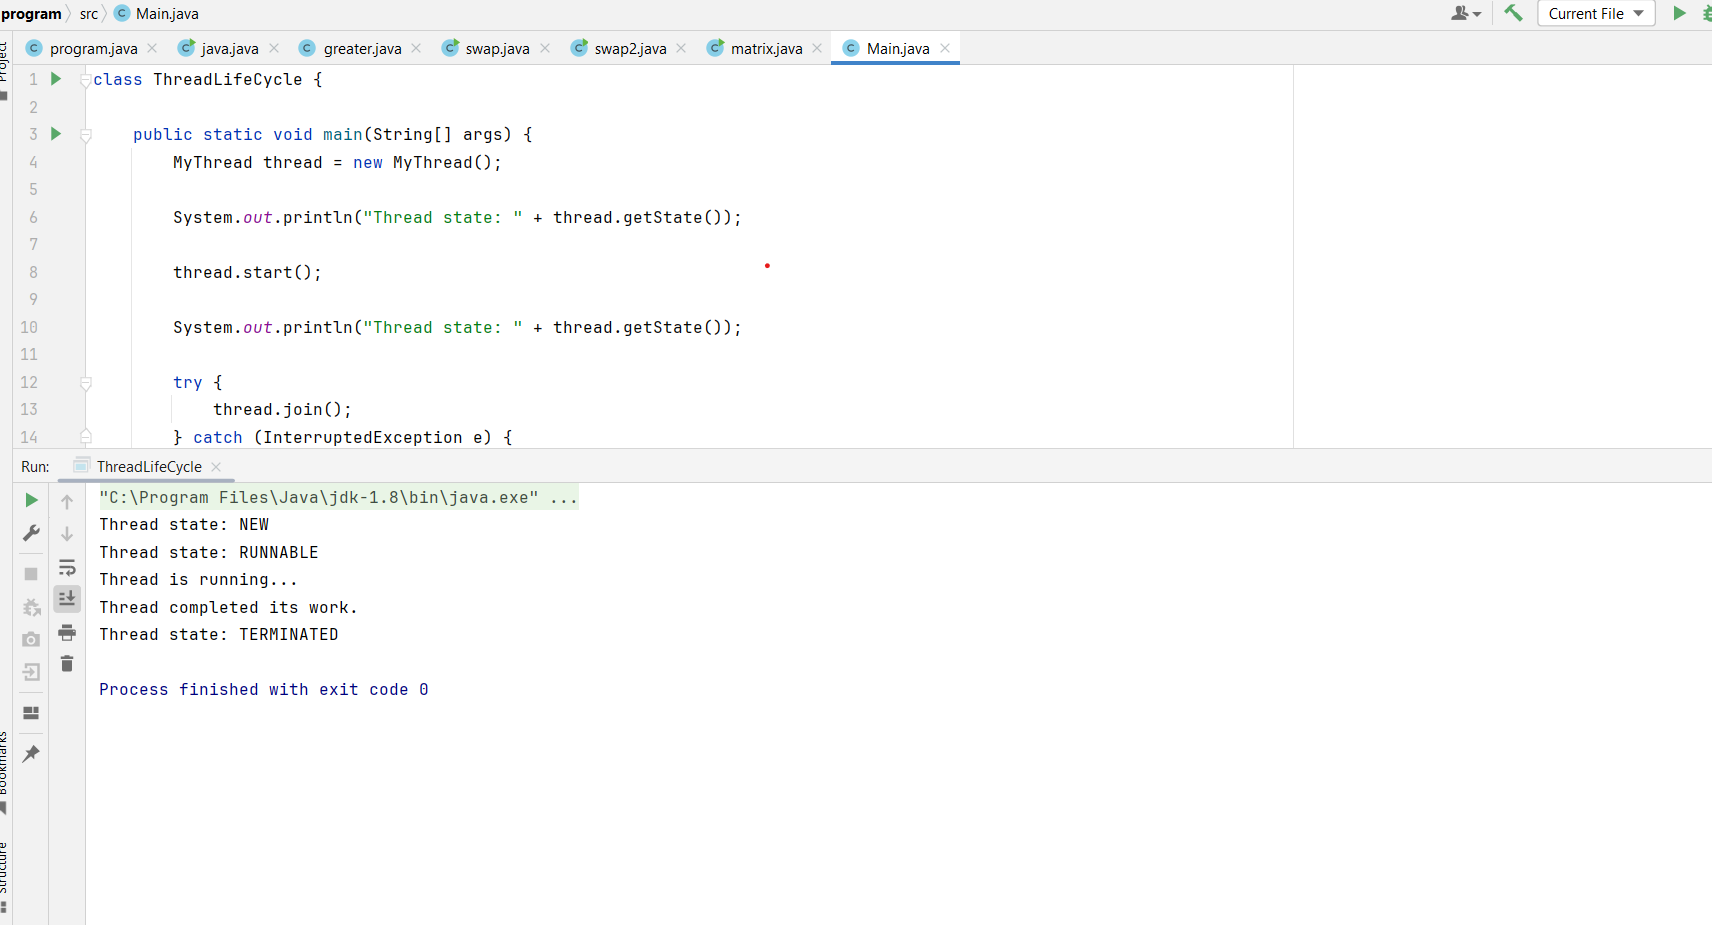 program src Main.java
Current File
Project
program.java java.java greater.java swap.java swap2.java matrix.java Main.java
1 class ThreadLifeCycle {
2
3 public static void main(String[] args) {
4 MyThread thread = new MyThread();
5
6 System.out.println("Thread state: " + thread.getState());
7
8 thread.start();
9
10 System.out.println("Thread state: " + thread.getState());
11
12 try {
13 thread.join();
14 } catch (InterruptedException e) {
Run: ThreadLifeCycle
"C:\Program Files\Java\jdk-1.8\bin\java.exe" ...
Thread state: NEW
Thread state: RUNNABLE
Thread is running...
Thread completed its work.
Thread state: TERMINATED
Process finished with exit code 0
Bookmarks
Structure